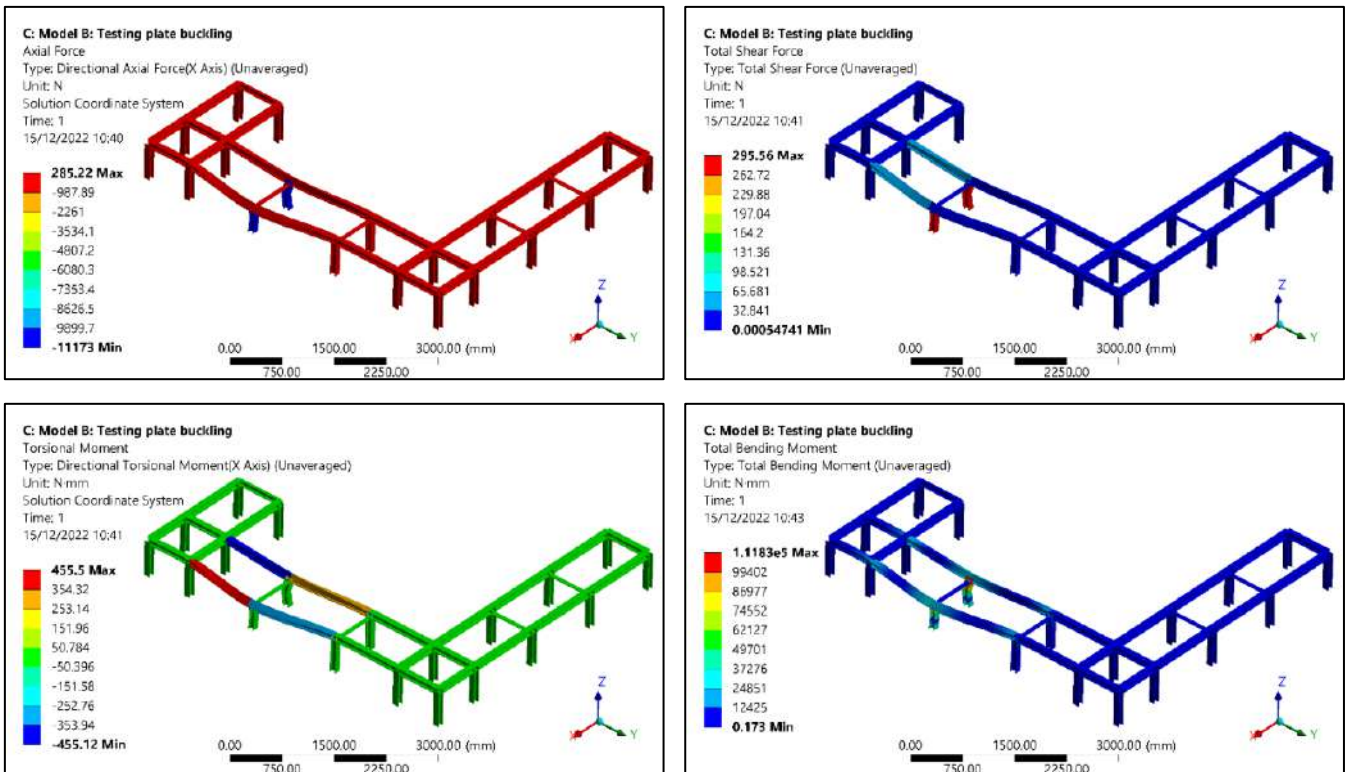 C: Model B: Testing plate buckling
Axial Force
Type: Directional Axial Force(X Axis) (Unaveraged)
Unit: N
Solution Coordinate System
Time: 1
15/12/2022 10:40
285.22 Max
-987.89
-2261
-3534.1
-4807.2
-6080.3
-7353.4
-8626.5
-9899.7
-11173 Min
0.00 1500.00 3000.00 (mm)
750.00 2250.00
Z
X Y
C: Model B: Testing plate buckling
Total Shear Force
Type: Total Shear Force (Unaveraged)
Unit: N
Time: 1
15/12/2022 10:41
295.56 Max
262.72
229.88
197.04
164.2
131.36
98.521
65.681
32.841
0.00054741 Min
0.00 1500.00 3000.00 (mm)
750.00 2250.00
Z
X Y
C: Model B: Testing plate buckling
Torsional Moment
Type: Directional Torsional Moment(X Axis) (Unaveraged)
Unit: N·mm
Solution Coordinate System
Time: 1
15/12/2022 10:41
455.5 Max
354.32
253.14
151.96
50.784
-50.396
-151.58
-252.76
-353.94
-455.12 Min
0.00 1500.00 3000.00 (mm)
750.00 2250.00
Z
X Y
C: Model B: Testing plate buckling
Total Bending Moment
Type: Total Bending Moment (Unaveraged)
Unit: N·mm
Time: 1
15/12/2022 10:43
1.1183e5 Max
99402
86977
74552
62127
49701
37276
24851
12425
0.173 Min
0.00 1500.00 3000.00 (mm)
750.00 2250.00
Z
X Y